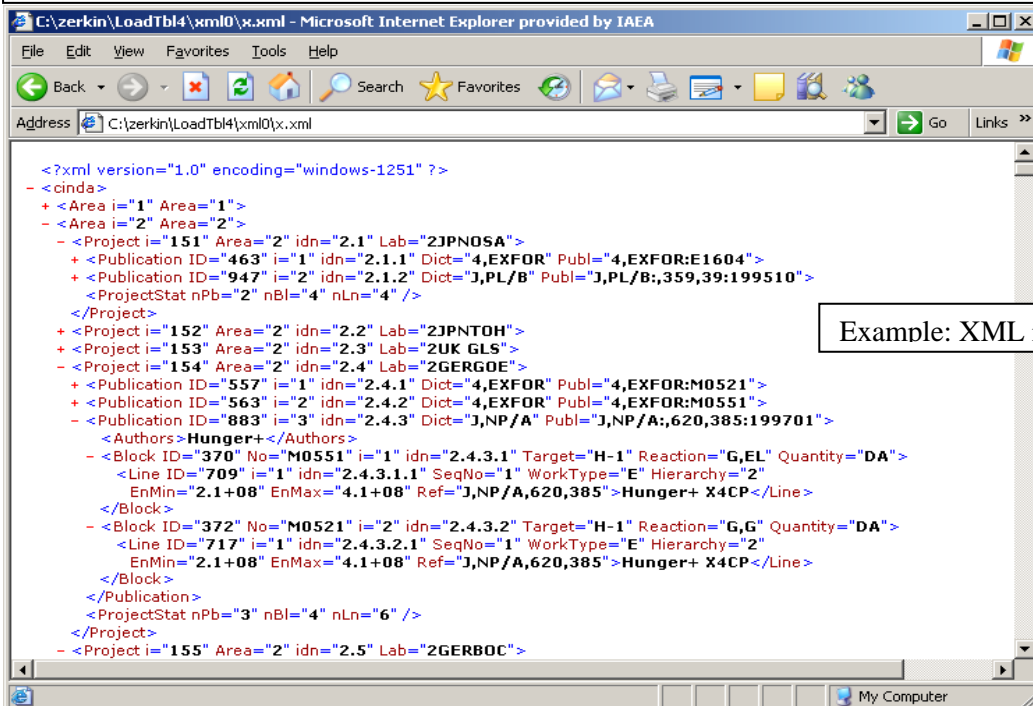 C:\zerkin\LoadTbl4\xml0\x.xml - Microsoft Internet Explorer provided by IAEA
File Edit View Favorites Tools Help
Back Search Favorites
Address C:\zerkin\LoadTbl4\xml0\x.xml Go Links »
<?xml version="1.0" encoding="windows-1251" ?>
- <cinda>
+ <Area i="1" Area="1">
- <Area i="2" Area="2">
- <Project i="151" Area="2" idn="2.1" Lab="2JPNOSA">
+ <Publication ID="463" i="1" idn="2.1.1" Dict="4,EXFOR" Publ="4,EXFOR:E1604">
+ <Publication ID="947" i="2" idn="2.1.2" Dict="J,PL/B" Publ="J,PL/B:,359,39:199510">
<ProjectStat nPb="2" nBl="4" nLn="4" />
</Project>
+ <Project i="152" Area="2" idn="2.2" Lab="2JPNTOH">
+ <Project i="153" Area="2" idn="2.3" Lab="2UK GLS">
- <Project i="154" Area="2" idn="2.4" Lab="2GERGOE">
+ <Publication ID="557" i="1" idn="2.4.1" Dict="4,EXFOR" Publ="4,EXFOR:M0521">
+ <Publication ID="563" i="2" idn="2.4.2" Dict="4,EXFOR" Publ="4,EXFOR:M0551">
- <Publication ID="883" i="3" idn="2.4.3" Dict="J,NP/A" Publ="J,NP/A:,620,385:199701">
<Authors>Hunger+</Authors>
- <Block ID="370" No="M0551" i="1" idn="2.4.3.1" Target="H-1" Reaction="G,EL" Quantity="DA">
<Line ID="709" i="1" idn="2.4.3.1.1" SeqNo="1" WorkType="E" Hierarchy="2"
EnMin="2.1+08" EnMax="4.1+08" Ref="J,NP/A,620,385">Hunger+ X4CP</Line>
</Block>
- <Block ID="372" No="M0521" i="2" idn="2.4.3.2" Target="H-1" Reaction="G,G" Quantity="DA">
<Line ID="717" i="1" idn="2.4.3.2.1" SeqNo="1" WorkType="E" Hierarchy="2"
EnMin="2.1+08" EnMax="4.1+08" Ref="J,NP/A,620,385">Hunger+ X4CP</Line>
</Block>
</Publication>
<ProjectStat nPb="3" nBl="4" nLn="6" />
</Project>
- <Project i="155" Area="2" idn="2.5" Lab="2GERBOC">
Example: XML
My Computer